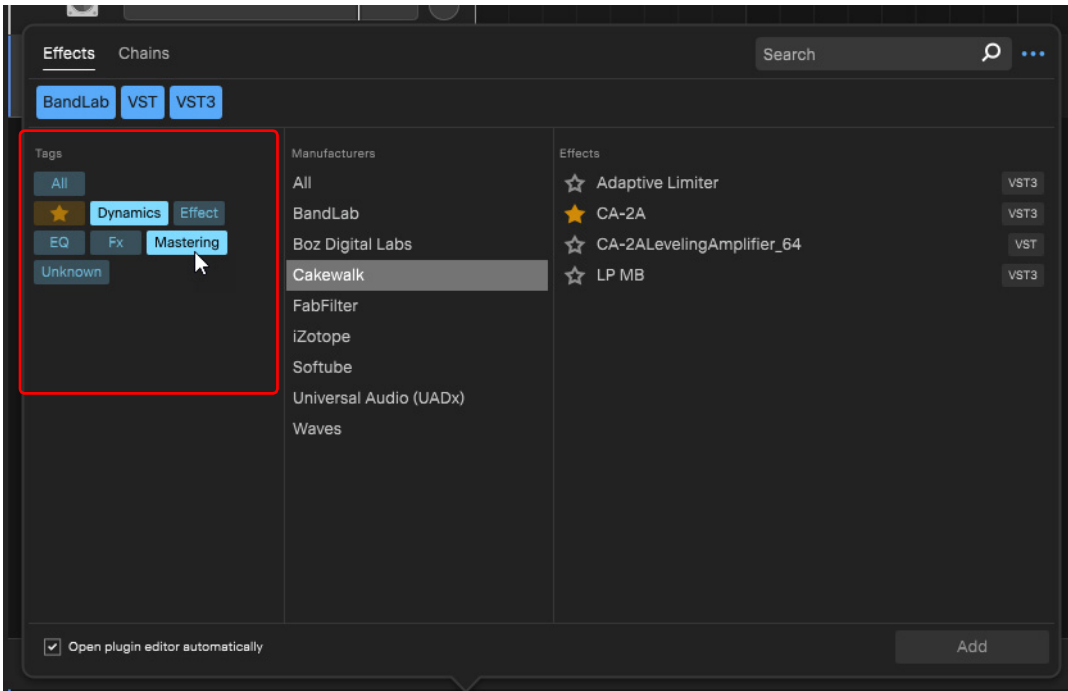 Effects Chains Search
BandLab VST VST3
Tags
All
Dynamics Effect
EQ Fx Mastering
Unknown
Manufacturers
All
BandLab
Boz Digital Labs
Cakewalk
FabFilter
iZotope
Softube
Universal Audio (UADx)
Waves
Effects
Adaptive Limiter VST3
CA-2A VST3
CA-2ALevelingAmplifier_64 VST
LP MB VST3
Open plugin editor automatically Add